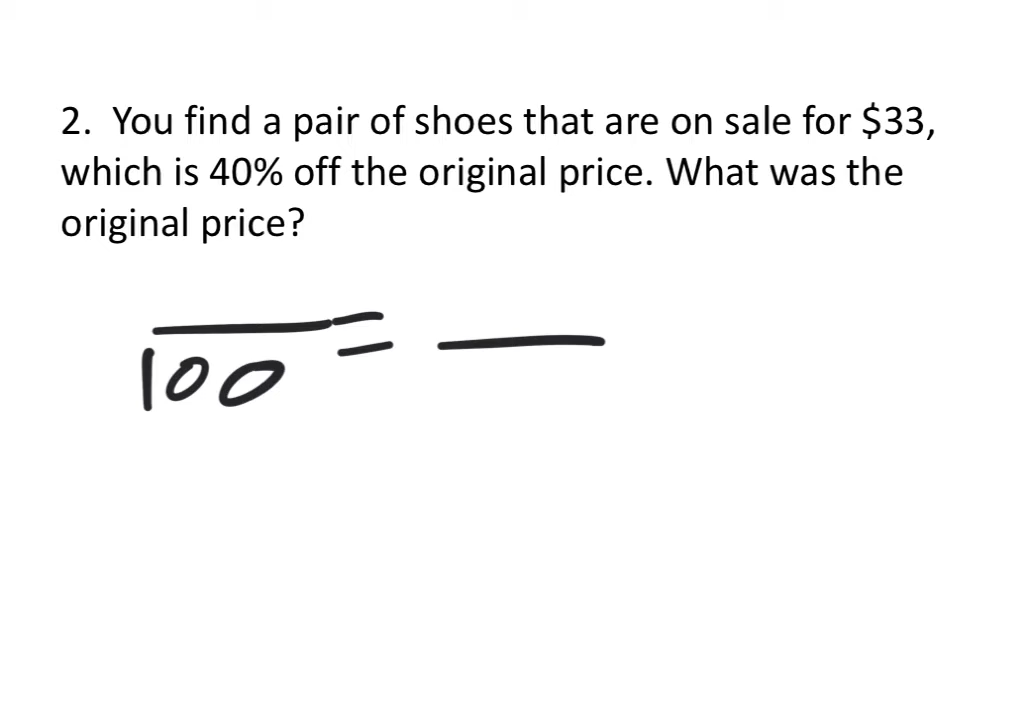 2. You find a pair of shoes that are on sale for $33,
which is 40% off the original price. What was the
original price?
=
100